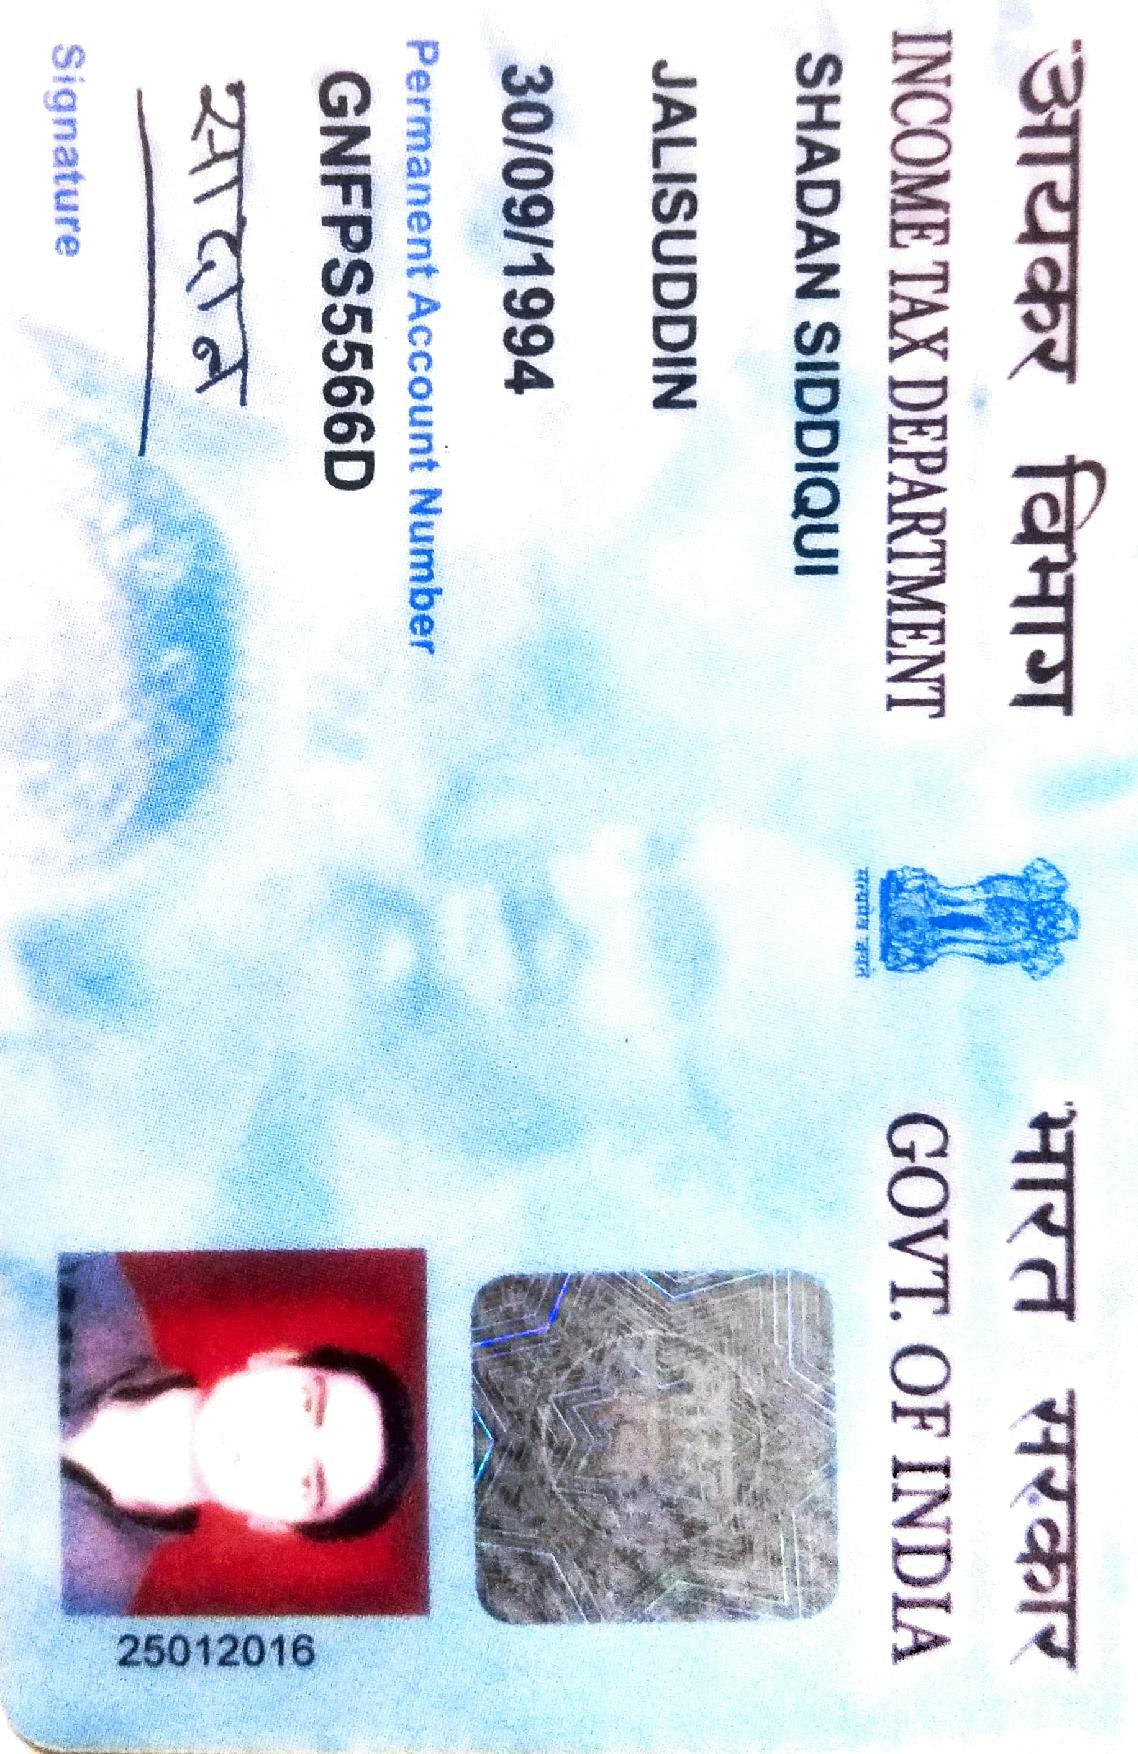 आयकर विभाग
INCOME TAX DEPARTMENT
भारत सरकार
GOVT. OF INDIA
सत्यमेव जयते
SHADAN SIDDIQUI
JALISUDDIN
30/09/1994
Permanent Account Number
GNFPS5566D
Signature
25012016